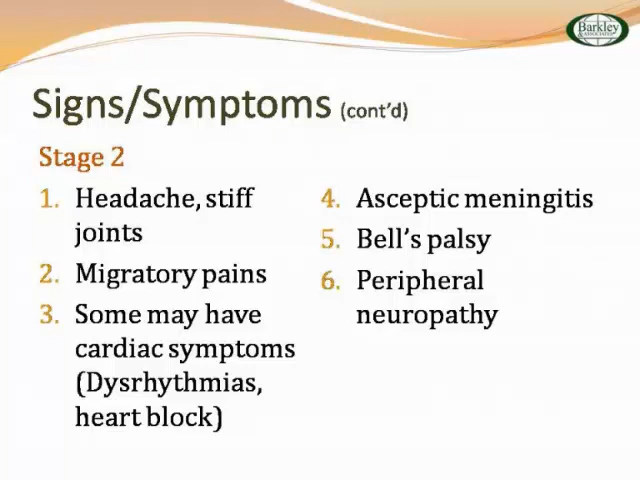 Barkley
& ASSOCIATES
Signs/Symptoms (cont'd)
Stage 2
1. Headache, stiff
joints
2. Migratory pains
3. Some may have
cardiac symptoms
(Dysrhythmias,
heart block)
4. Asceptic meningitis
5. Bell's palsy
6. Peripheral
neuropathy